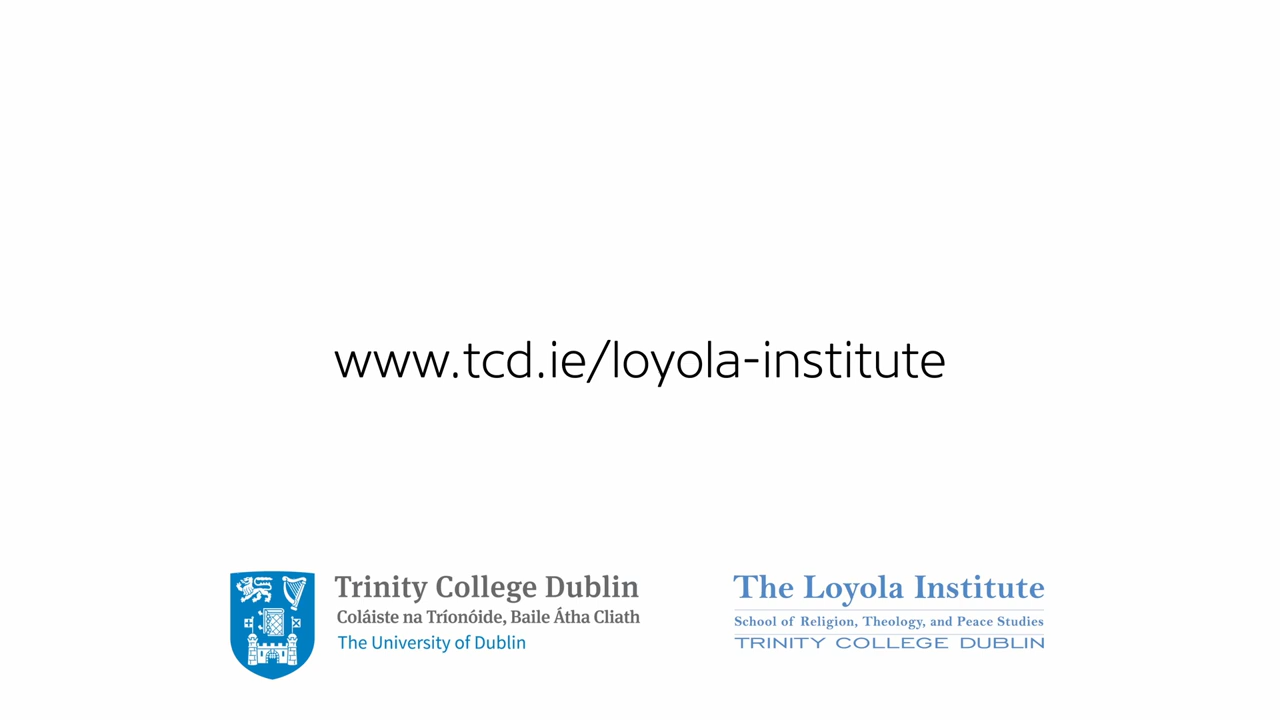 www.tcd.ie/loyola-institute
Trinity College Dublin
Coláiste na Tríonóide, Baile Átha Cliath
The University of Dublin
The Loyola Institute
School of Religion, Theology, and Peace Studies
TRINITY COLLEGE DUBLIN